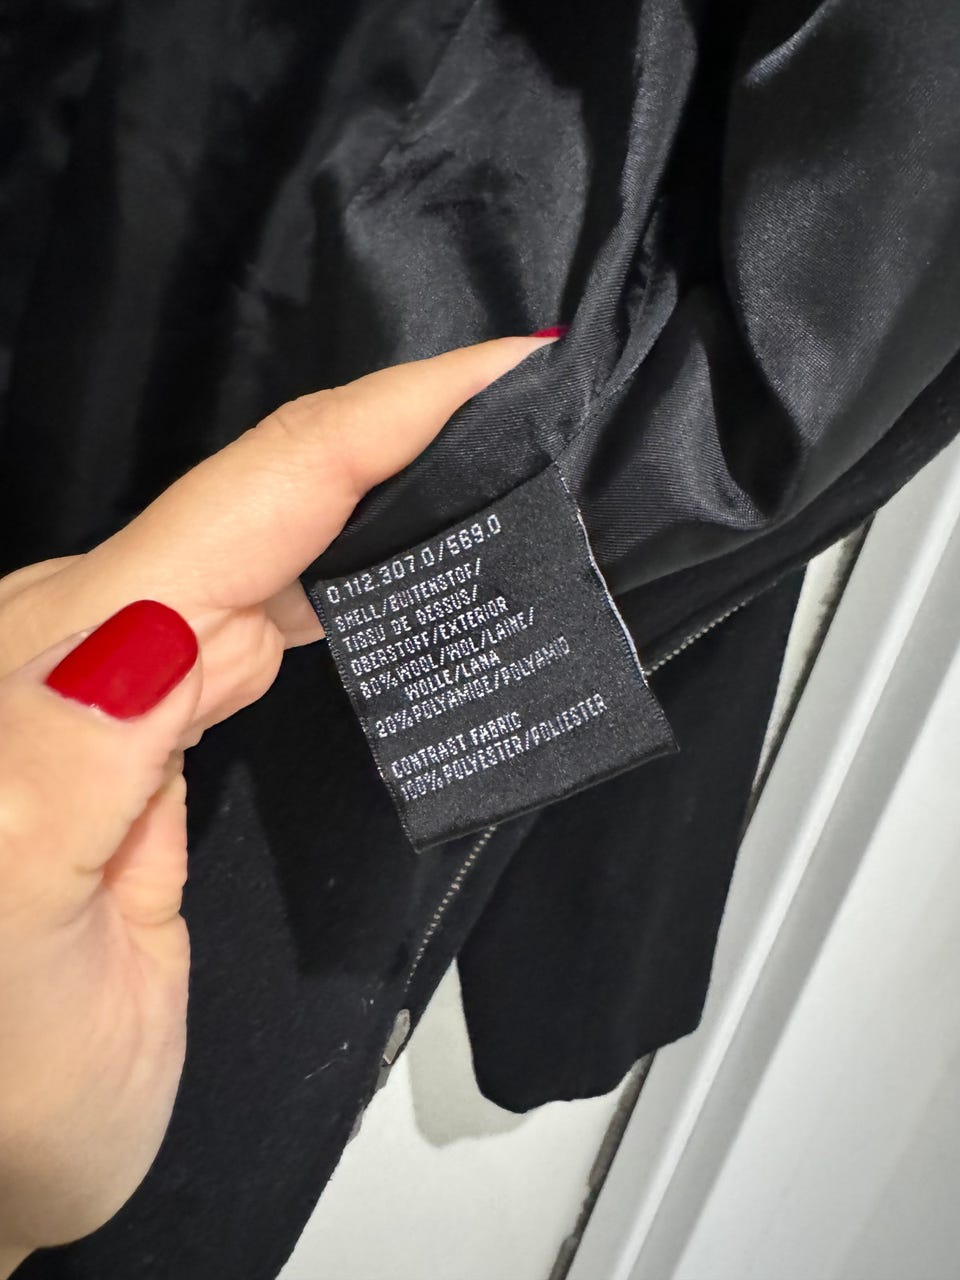 0.112.307.0/569.0
SHELL/BUITENSTOF/
TISSU DE DESSUS/
OBERSTOFF/EXTERIOR
80%WOOL/WOL/LAINE/
WOLLE/LANA
20%POLYAMIDE/POLYAMID
CONTRAST FABRIC
100%POLYESTER/POLIESTER